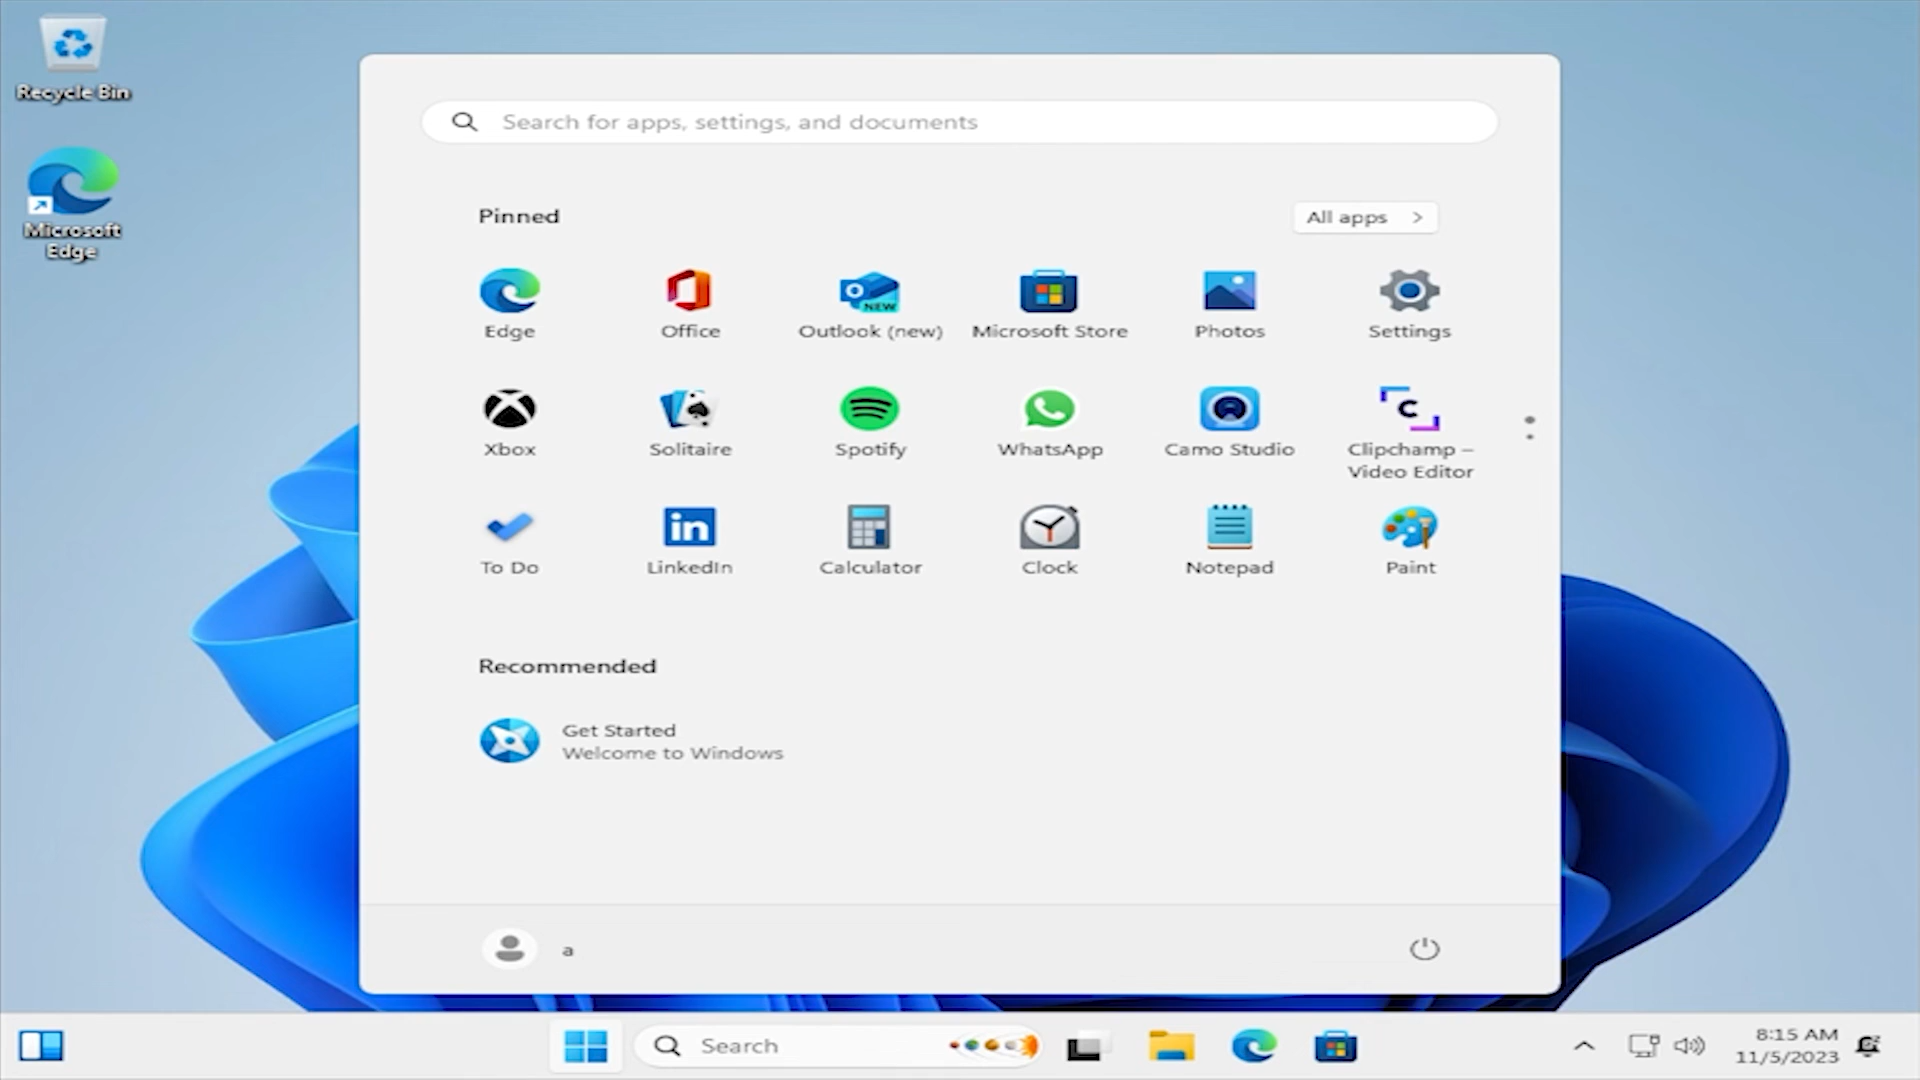 Recycle Bin
Microsoft
Edge
Search for apps, settings, and documents
Pinned
All apps
Edge
Office
NEW
Outlook (new)
Microsoft Store
Photos
Settings
Xbox
Solitaire
Spotify
WhatsApp
Camo Studio
Clipchamp –
Video Editor
To Do
in
LinkedIn
Calculator
Clock
Notepad
Paint
Recommended
Get Started
Welcome to Windows
a
Search
8:15 AM
11/5/2023